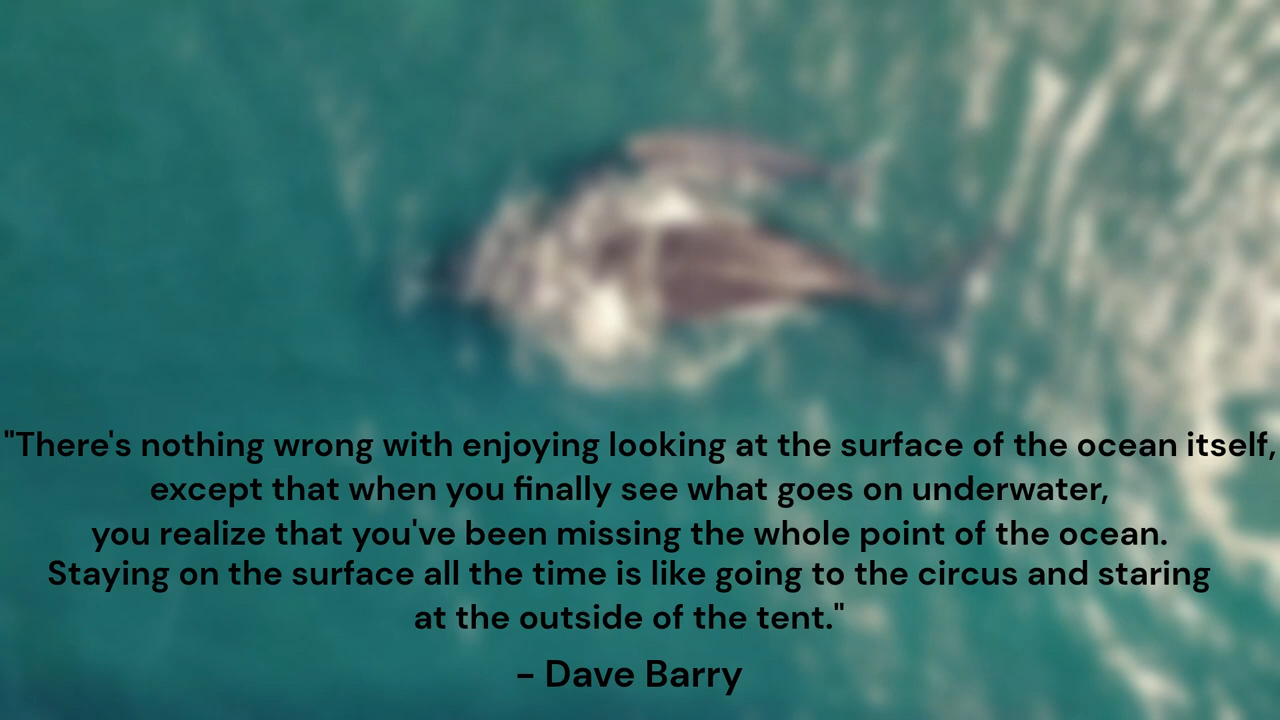 "There's nothing wrong with enjoying looking at the surface of the ocean itself,
except that when you finally see what goes on underwater,
you realize that you've been missing the whole point of the ocean.
Staying on the surface all the time is like going to the circus and staring
at the outside of the tent."
- Dave Barry